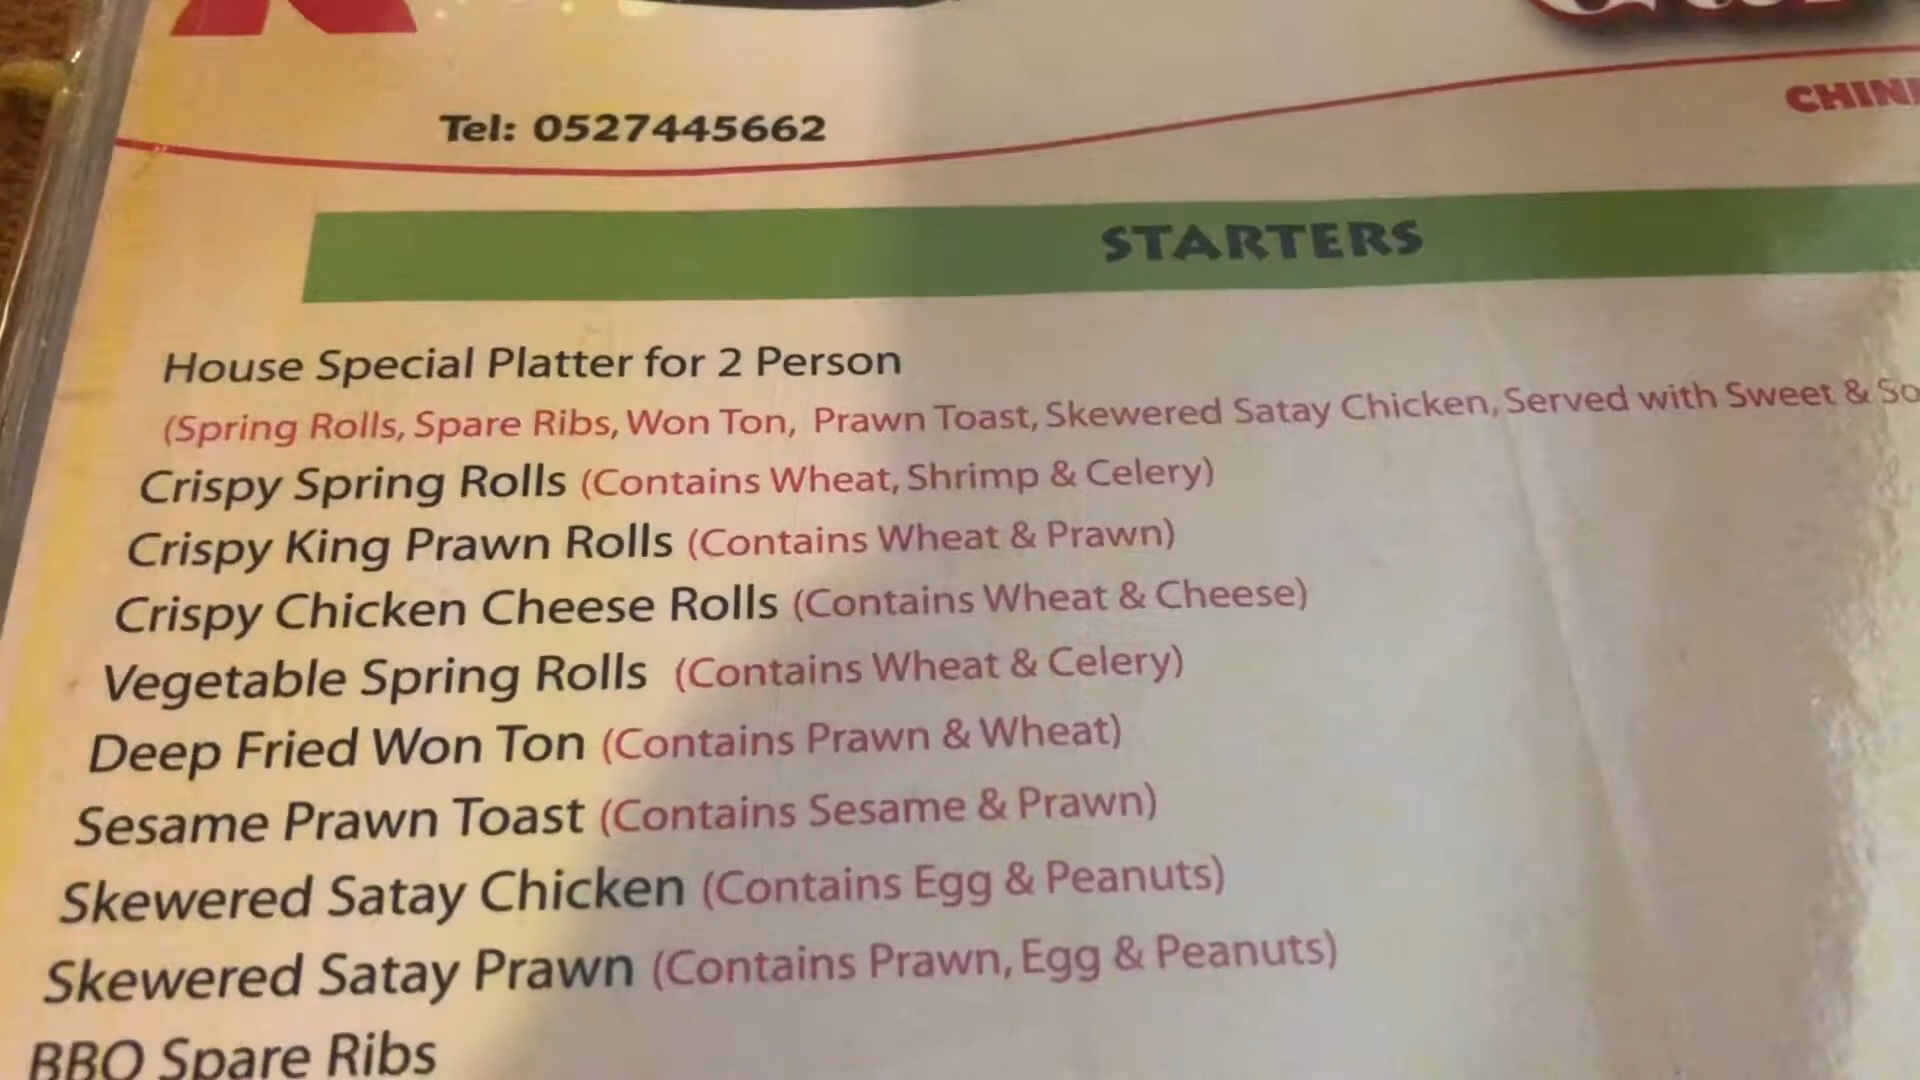 Tel: 0527445662
STARTERS
House Special Platter for 2 Person
(Spring Rolls, Spare Ribs, Won Ton, Prawn Toast, Skewered Satay Chicken, Served with Sweet &
Crispy Spring Rolls (Contains Wheat, Shrimp & Celery)
Crispy King Prawn Rolls (Contains Wheat & Prawn)
Crispy Chicken Cheese Rolls (Contains Wheat & Cheese)
Vegetable Spring Rolls (Contains Wheat & Celery)
Deep Fried Won Ton (Contains Prawn & Wheat)
Sesame Prawn Toast (Contains Sesame & Prawn)
Skewered Satay Chicken (Contains Egg & Peanuts)
Skewered Satay Prawn (Contains Prawn, Egg & Peanuts)
BBQ Spare Ribs